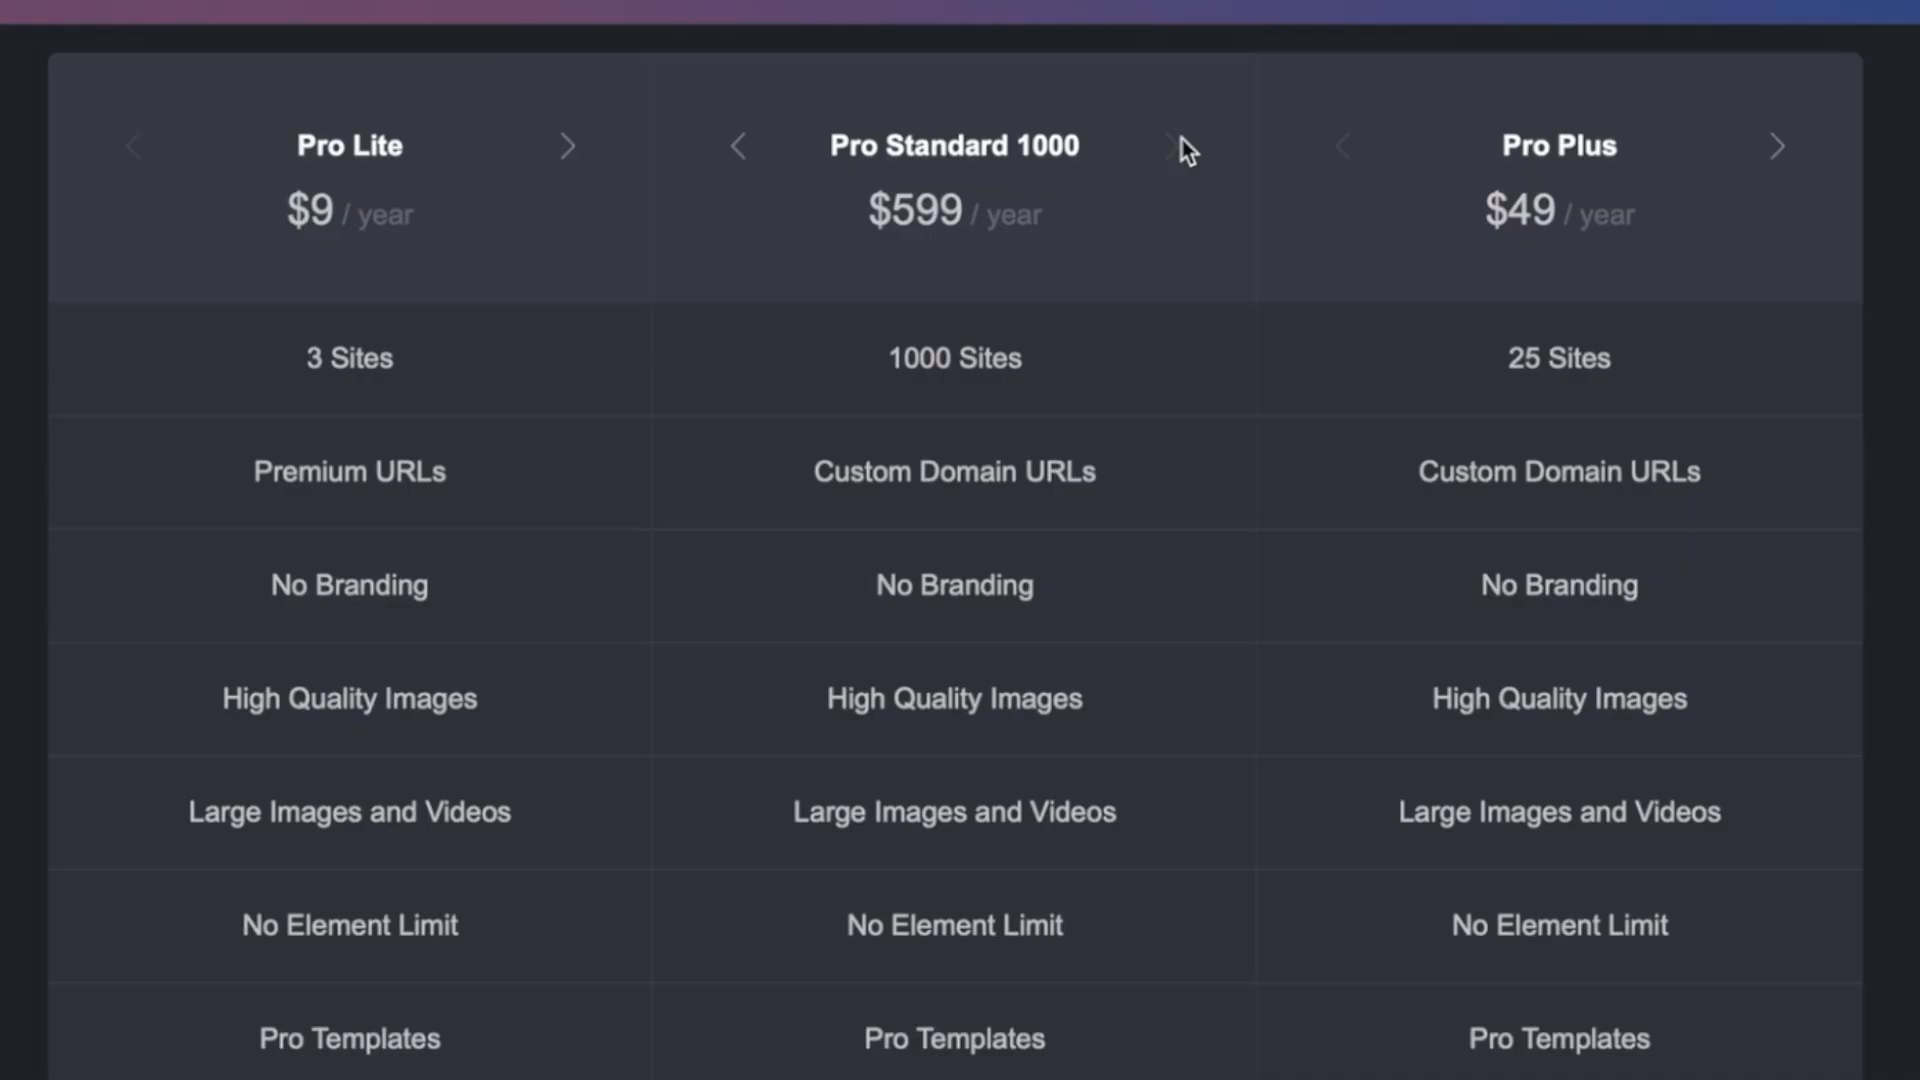 Pro Lite
$9 / year
Pro Standard 1000
$599 / year
Pro Plus
$49 / year
3 Sites
1000 Sites
25 Sites
Premium URLs
Custom Domain URLs
Custom Domain URLs
No Branding
No Branding
No Branding
High Quality Images
High Quality Images
High Quality Images
Large Images and Videos
Large Images and Videos
Large Images and Videos
No Element Limit
No Element Limit
No Element Limit
Pro Templates
Pro Templates
Pro Templates